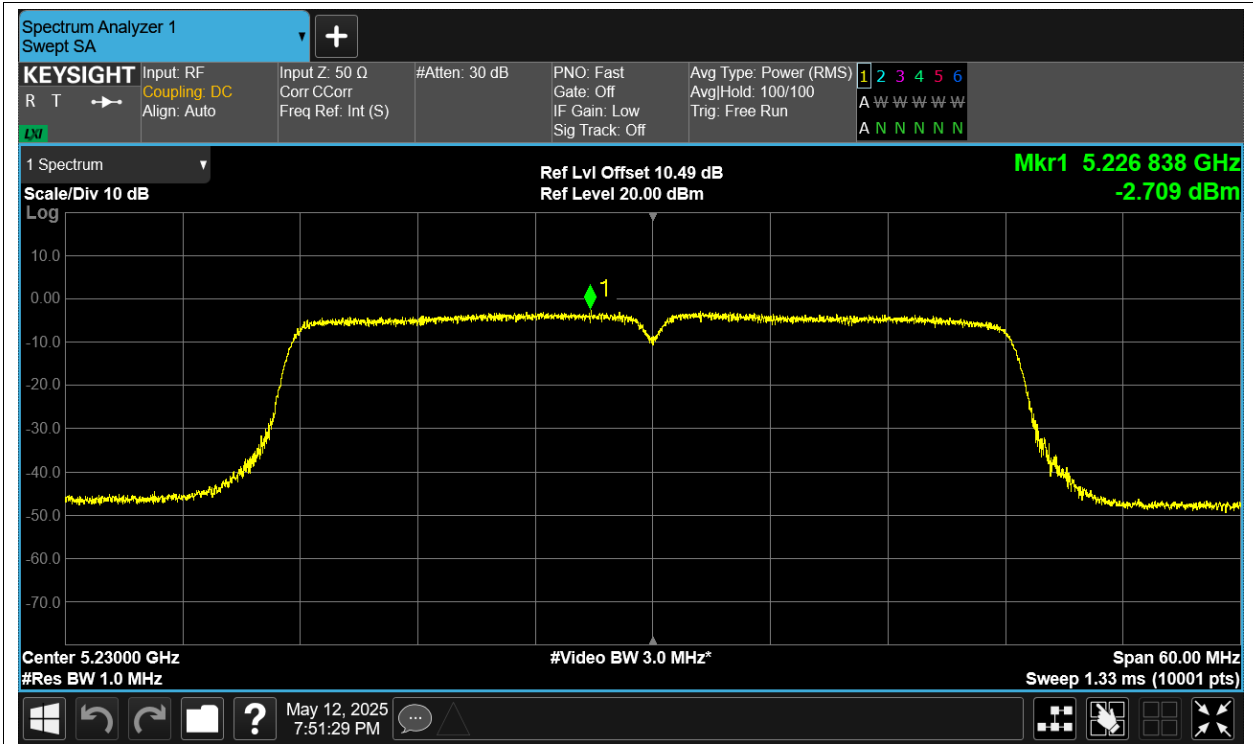 Spectrum Analyzer 1
Swept SA
KEYSIGHT
R T
LXI
Input: RF
Coupling: DC
Align: Auto
Input Z: 50 Ω
Corr CCorr
Freq Ref: Int (S)
#Atten: 30 dB
PNO: Fast
Gate: Off
IF Gain: Low
Sig Track: Off
Avg Type: Power (RMS)
Avg|Hold: 100/100
Trig: Free Run
1 2 3 4 5 6
A W W W W W
A N N N N N
1 Spectrum
Scale/Div 10 dB
Log
Ref Lvl Offset 10.49 dB
Ref Level 20.00 dBm
Mkr1 5.226 838 GHz
-2.709 dBm
10.0
0.00
-10.0
-20.0
-30.0
-40.0
-50.0
-60.0
-70.0
1
Center 5.23000 GHz
#Res BW 1.0 MHz
#Video BW 3.0 MHz*
Span 60.00 MHz
Sweep 1.33 ms (10001 pts)
?
May 12, 2025
7:51:29 PM